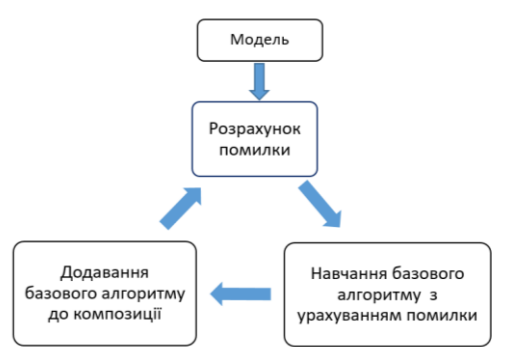 Модель
Розрахунок
помилки
Додавання
базового алгоритму
до композиції
Навчання базового
алгоритму з
урахуванням помилки